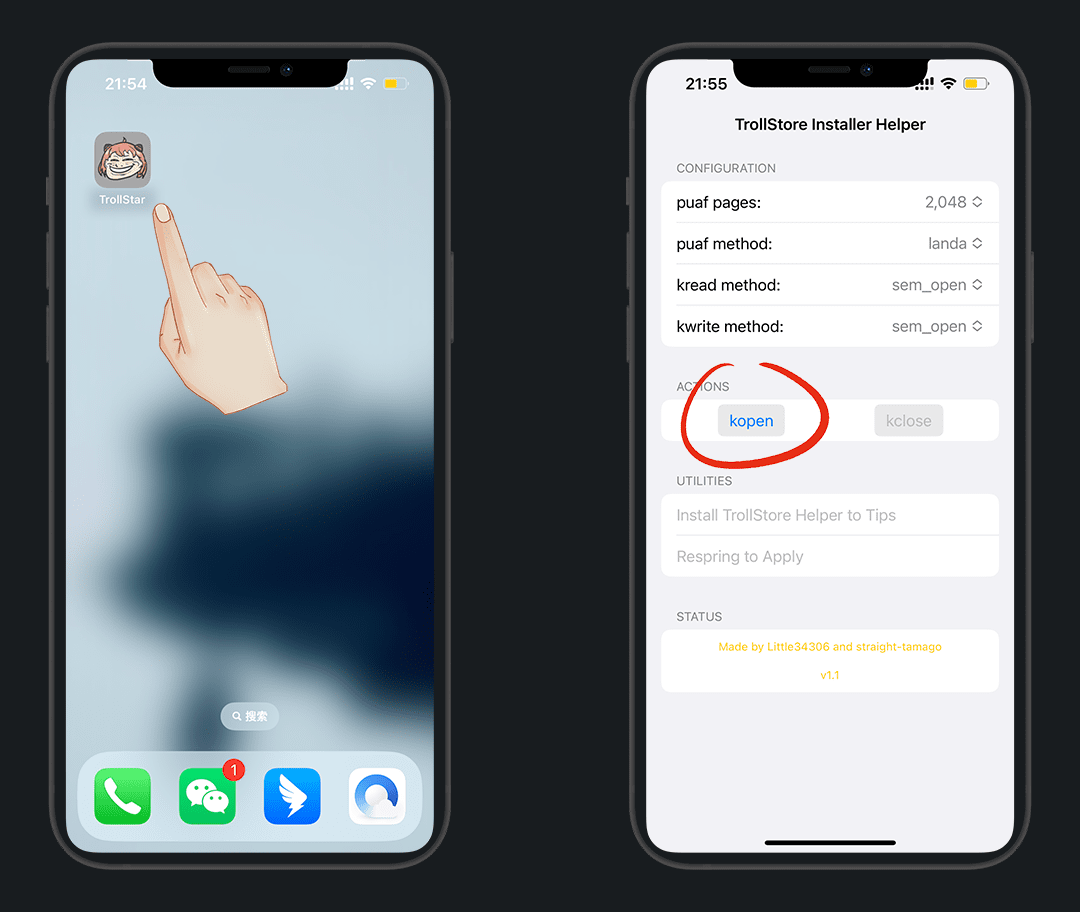 21:54
TrollStar
搜索
1
21:55
TrollStore Installer Helper
CONFIGURATION
puaf pages: 2,048
puaf method: landa
kread method: sem_open
kwrite method: sem_open
ACTIONS
kopen kclose
UTILITIES
Install TrollStore Helper to Tips
Respring to Apply
STATUS
Made by Little34306 and straight-tamago
v1.1